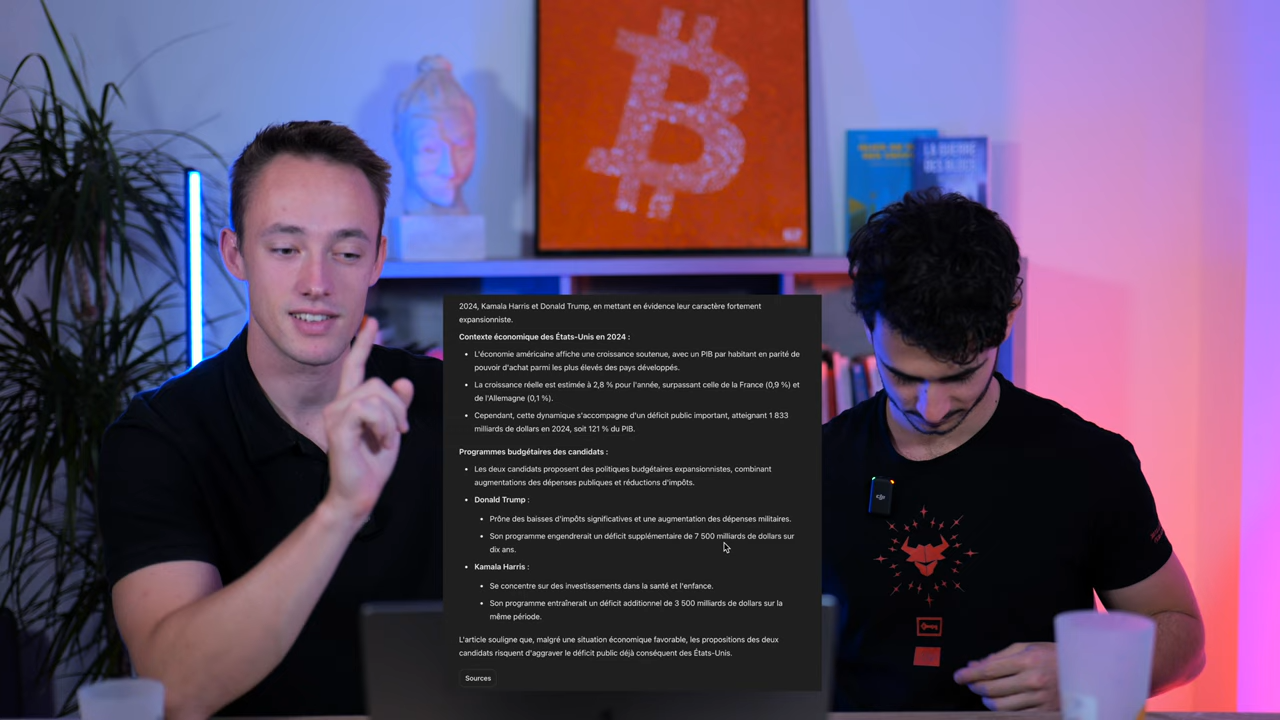 LA GUERRE
DES BLOCS
2024, Kamala Harris et Donald Trump, en mettant en évidence leur caractère fortement
expansionniste.
Contexte économique des États-Unis en 2024 :
• L'économie américaine affiche une croissance soutenue, avec un PIB par habitant en parité de
pouvoir d'achat parmi les plus élevés des pays développés.
• La croissance réelle est estimée à 2,8 % pour l'année, surpassant celle de la France (0,9 %) et
de l'Allemagne (0,1 %).
• Cependant, cette dynamique s'accompagne d'un déficit public important, atteignant 1 833
milliards de dollars en 2024, soit 121 % du PIB.
Programmes budgétaires des candidats :
• Les deux candidats proposent des politiques budgétaires expansionnistes, combinant
augmentations des dépenses publiques et réductions d'impôts.
• Donald Trump :
• Prône des baisses d'impôts significatives et une augmentation des dépenses militaires.
• Son programme engendrerait un déficit supplémentaire de 7 500 milliards de dollars sur
dix ans.
• Kamala Harris :
• Se concentre sur des investissements dans la santé et l'enfance.
• Son programme entraînerait un déficit additionnel de 3 500 milliards de dollars sur la
même période.
L'article souligne que, malgré une situation économique favorable, les propositions des deux
candidats risquent d'aggraver le déficit public déjà conséquent des États-Unis.
Sources
dji